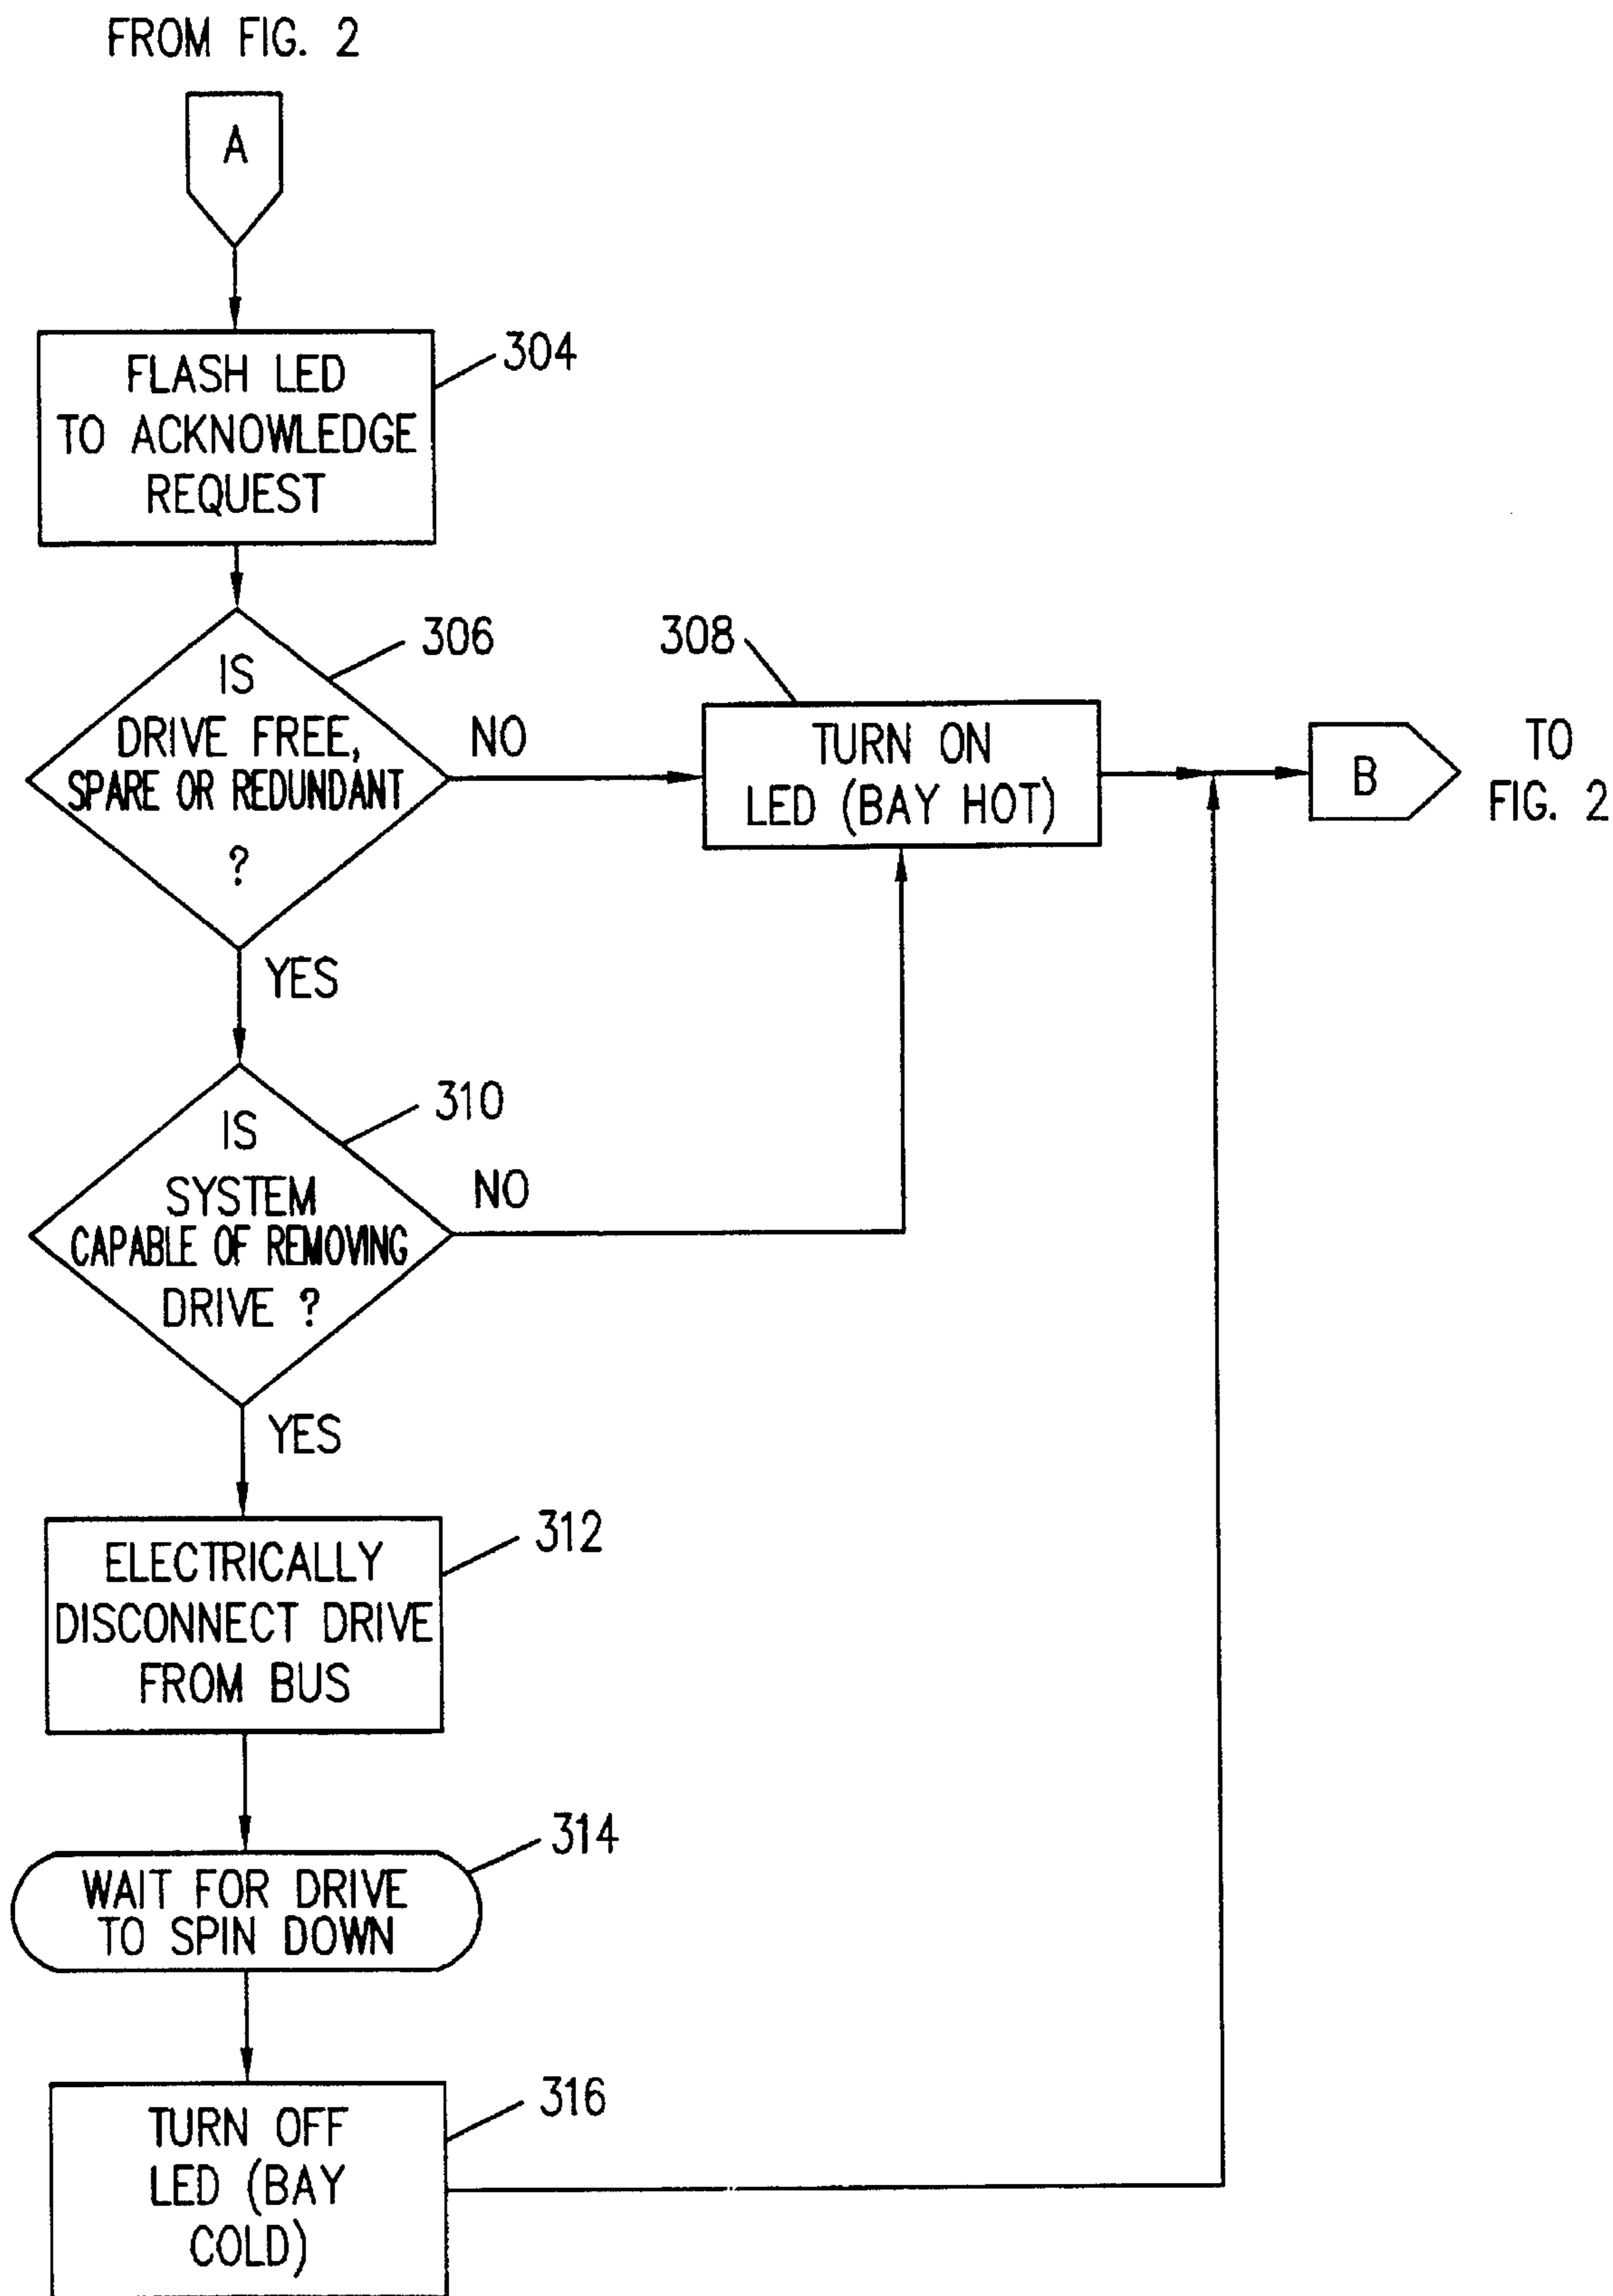 FROM FIG. 2
A
FLASH LED
TO ACKNOWLEDGE
REQUEST
304
IS
DRIVE FREE,
SPARE OR REDUNDANT
?
306
NO
308
TURN ON
LED (BAY HOT)
B
TO
FIG. 2
YES
IS
SYSTEM
CAPABLE OF REMOVING
DRIVE ?
310
NO
YES
ELECTRICALLY
DISCONNECT DRIVE
FROM BUS
312
WAIT FOR DRIVE
TO SPIN DOWN
314
TURN OFF
LED (BAY
COLD)
316